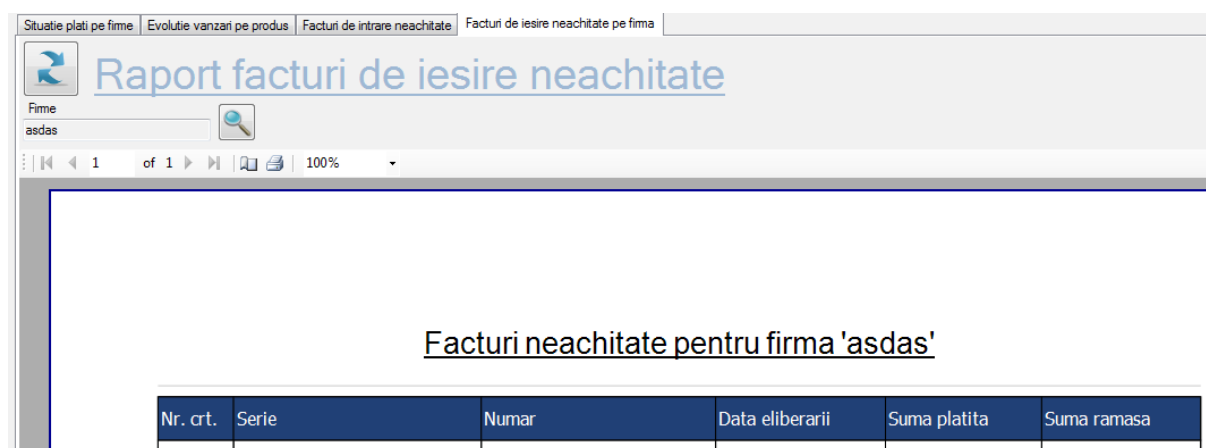 Situatie plati pe firme Evolutie vanzari pe produs Facturi de intrare neachitate Facturi de iesire neachitate pe firma
Raport facturi de iesire neachitate
Firme
asdas
1 of 1 100%
Facturi neachitate pentru firma 'asdas'
Nr. crt. Serie Numar Data eliberarii Suma platita Suma ramasa